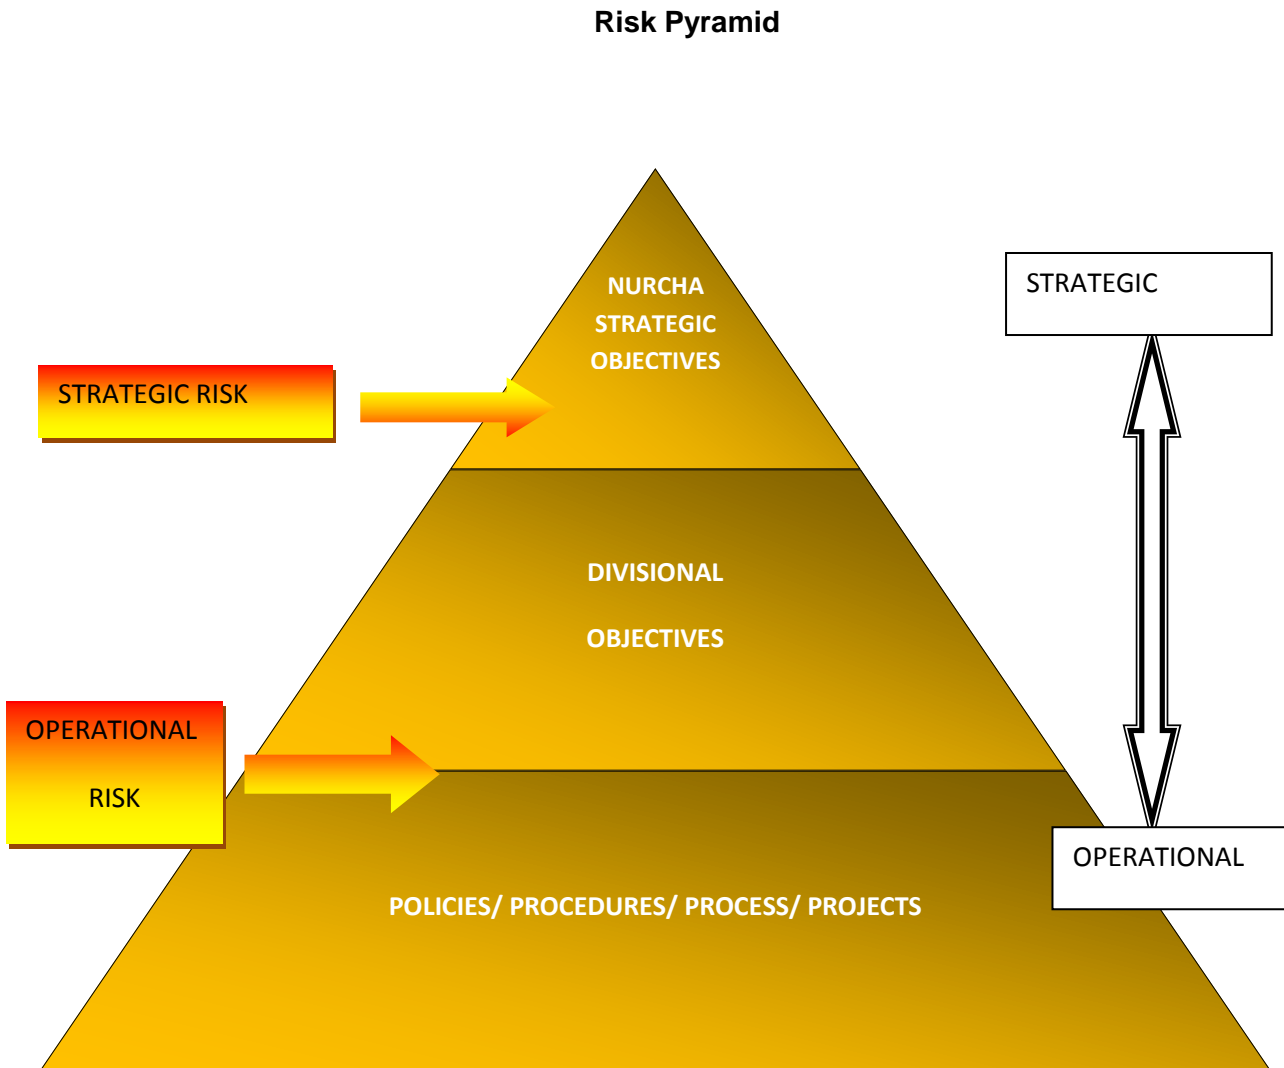 Risk Pyramid
NURCHA
STRATEGIC
OBJECTIVES
STRATEGIC
STRATEGIC RISK
DIVISIONAL
OBJECTIVES
OPERATIONAL
RISK
OPERATIONAL
POLICIES/ PROCEDURES/ PROCESS/ PROJECTS